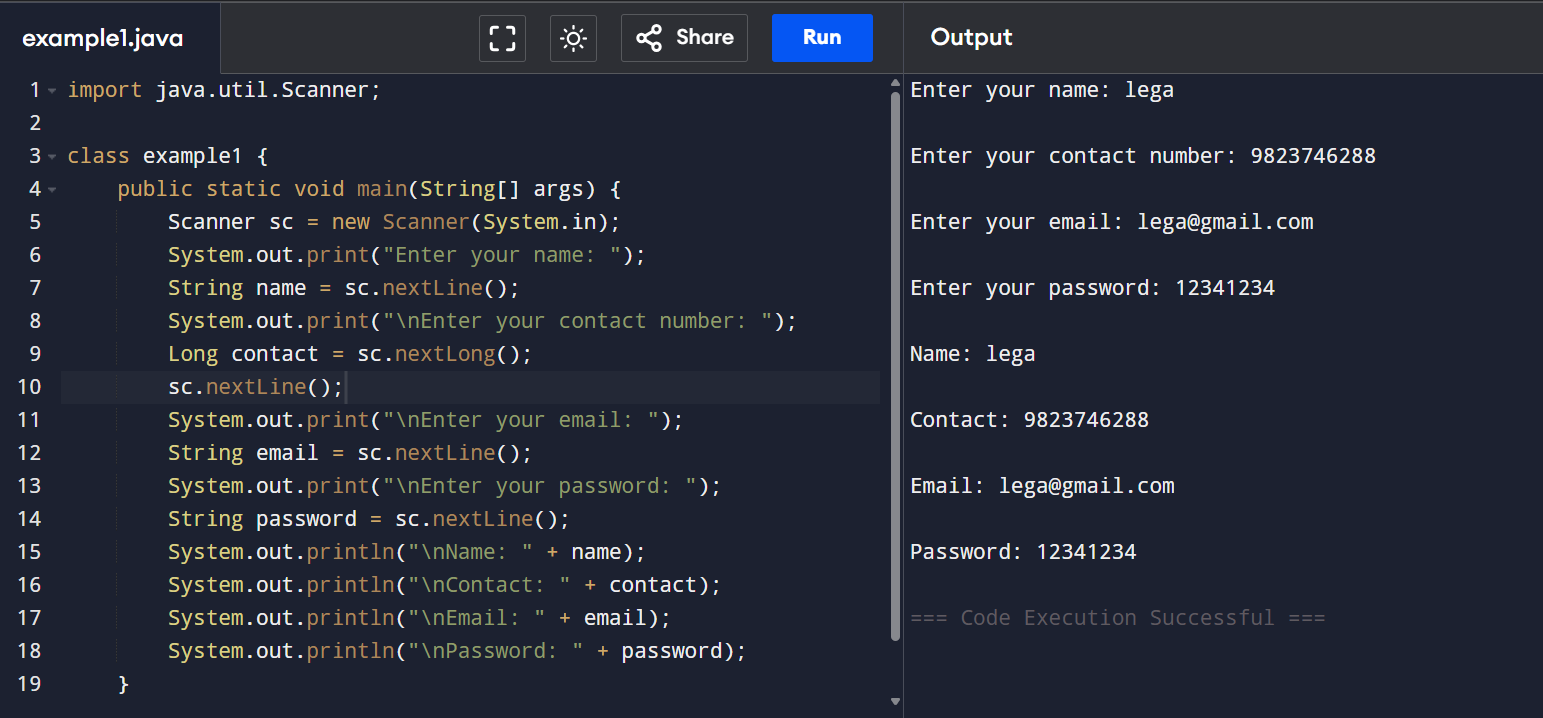 example1.java
Share
Run
Output
1 import java.util.Scanner;
2
3 class example1 {
4     public static void main(String[] args) {
5         Scanner sc = new Scanner(System.in);
6         System.out.print("Enter your name: ");
7         String name = sc.nextLine();
8         System.out.print("\nEnter your contact number: ");
9         Long contact = sc.nextLong();
10         sc.nextLine();
11         System.out.print("\nEnter your email: ");
12         String email = sc.nextLine();
13         System.out.print("\nEnter your password: ");
14         String password = sc.nextLine();
15         System.out.println("\nName: " + name);
16         System.out.println("\nContact: " + contact);
17         System.out.println("\nEmail: " + email);
18         System.out.println("\nPassword: " + password);
19     }
Enter your name: lega
Enter your contact number: 9823746288
Enter your email: lega@gmail.com
Enter your password: 12341234
Name: lega
Contact: 9823746288
Email: lega@gmail.com
Password: 12341234
=== Code Execution Successful ===